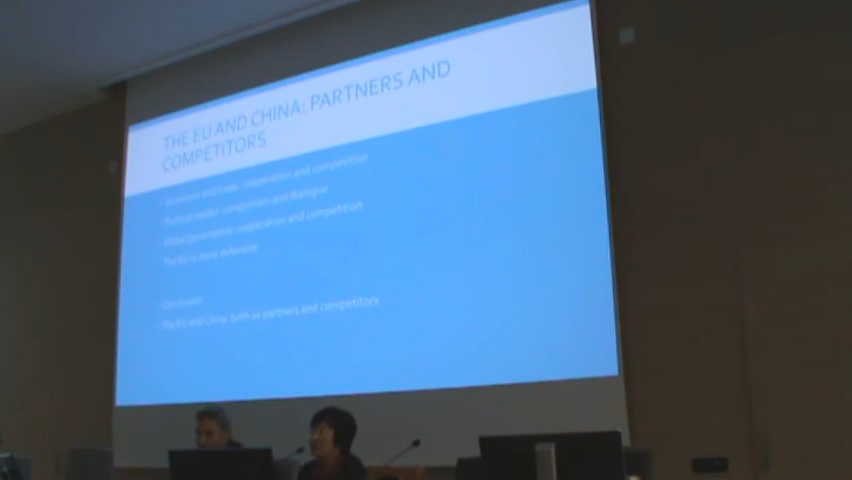 THE EU AND CHINA: PARTNERS AND
COMPETITORS
Economy and trade: cooperation and competition
Political model: competition and dialogue
Global governance: cooperation and competition
The EU is more defensive
Conclusion
The EU and China, both as partners and competitors